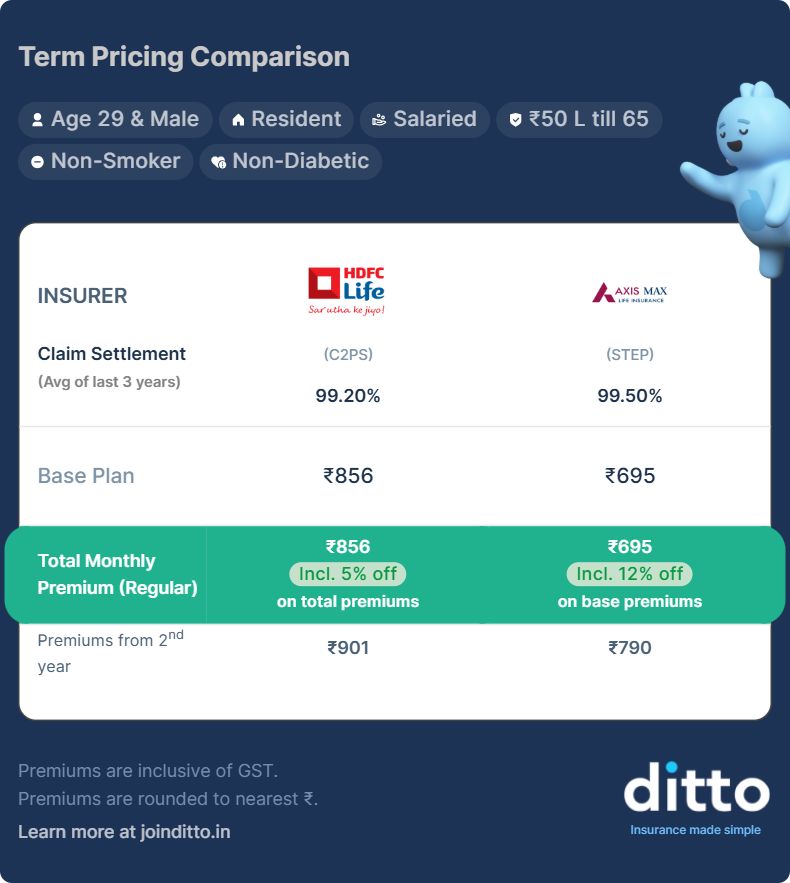 Term Pricing Comparison
Age 29 & Male
Resident
Salaried
₹50 L till 65
Non-Smoker
Non-Diabetic
INSURER
HDFC
Life
Sar utha ke jiyo!
AXIS MAX
LIFE INSURANCE
Claim Settlement
(Avg of last 3 years)
(C2PS)
99.20%
(STEP)
99.50%
Base Plan
₹856
₹695
Total Monthly
Premium (Regular)
₹856
Incl. 5% off
on total premiums
₹695
Incl. 12% off
on base premiums
Premiums from 2nd
year
₹901
₹790
Premiums are inclusive of GST.
Premiums are rounded to nearest ₹.
Learn more at joinditto.in
ditto
Insurance made simple